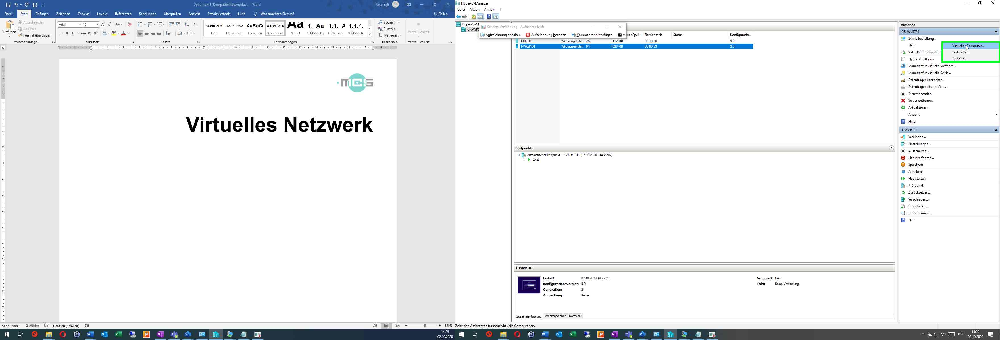 Dokument1 [Kompatibilitätsmodus] - Word
Nico Egli
NE
Datei Start Einfügen Zeichnen Entwurf Layout Referenzen Sendungen Überprüfen Ansicht Entwicklertools Hilfe Was möchten Sie tun? Teilen
Einfügen
Ausschneiden
Kopieren
Format übertragen
Zwischenablage
Arial 10
F K U abc x₂ x²
Schriftart
Absatz
AaBbCcDd Fett
AaBbCcDc Hervorhe...
AaBbCc ¶ löschen
AaBbCcDc ¶ Standard
Aa ¶ Titel
1. Aa ¶ Übersch...
1.1. A ¶ Übersch...
1.1.1. ¶ Übersch...
Formatvorlagen
Suchen
Ersetzen
Markieren
Bearbeiten
Vertraulichkeit
Vertraulichkeit
mcs
Virtuelles Netzwerk
Seite 1 von 1 2 Wörter Deutsch (Schweiz) 150%
14:29
02.10.2020
Hyper-V-Manager
Datei Aktion Ansicht ?
Hyper-V-M
GR-WKS
Schrittaufzeichnung - Aufnahme läuft
Aufzeichnung anhalten Aufzeichnung beenden Kommentar hinzufügen
ner Spei... Betriebszeit Status Konfiguratio...
1-DC101 Wird ausgeführt 2% 1112 MB 00:13:30 9.0
1-Wkst101 Wird ausgeführt 0% 4096 MB 00:00:39 9.0
Prüfpunkte
Automatischer Prüfpunkt – 1-Wkst101 - (02.10.2020 - 14:29:02)
Jetzt
1-Wkst101
Erstellt: 02.10.2020 14:27:28 Gruppiert: Nein
Konfigurationsversion: 9.0 Takt: Keine Verbindung
Generation: 2
Anmerkung: Keine
Zusammenfassung Arbeitsspeicher Netzwerk
Zeigt den Assistenten für neue virtuelle Computer an.
Aktionen
GR-WKST26
Schnellerstellung...
Neu
Virtueller Computer...
Festplatte...
Diskette...
Virtuellen Computer im
Hyper-V Settings...
Manager für virtuelle Switches...
Manager für virtuelle SANs...
Datenträger bearbeiten...
Datenträger überprüfen...
Dienst beenden
Server entfernen
Aktualisieren
Ansicht
Hilfe
1-Wkst101
Verbinden...
Einstellungen...
Ausschalten...
Herunterfahren...
Speichern
Anhalten
Neu starten
Prüfpunkt
Zurücksetzen...
Verschieben...
Exportieren...
Umbenennen...
Hilfe
DEU
14:29
02.10.2020